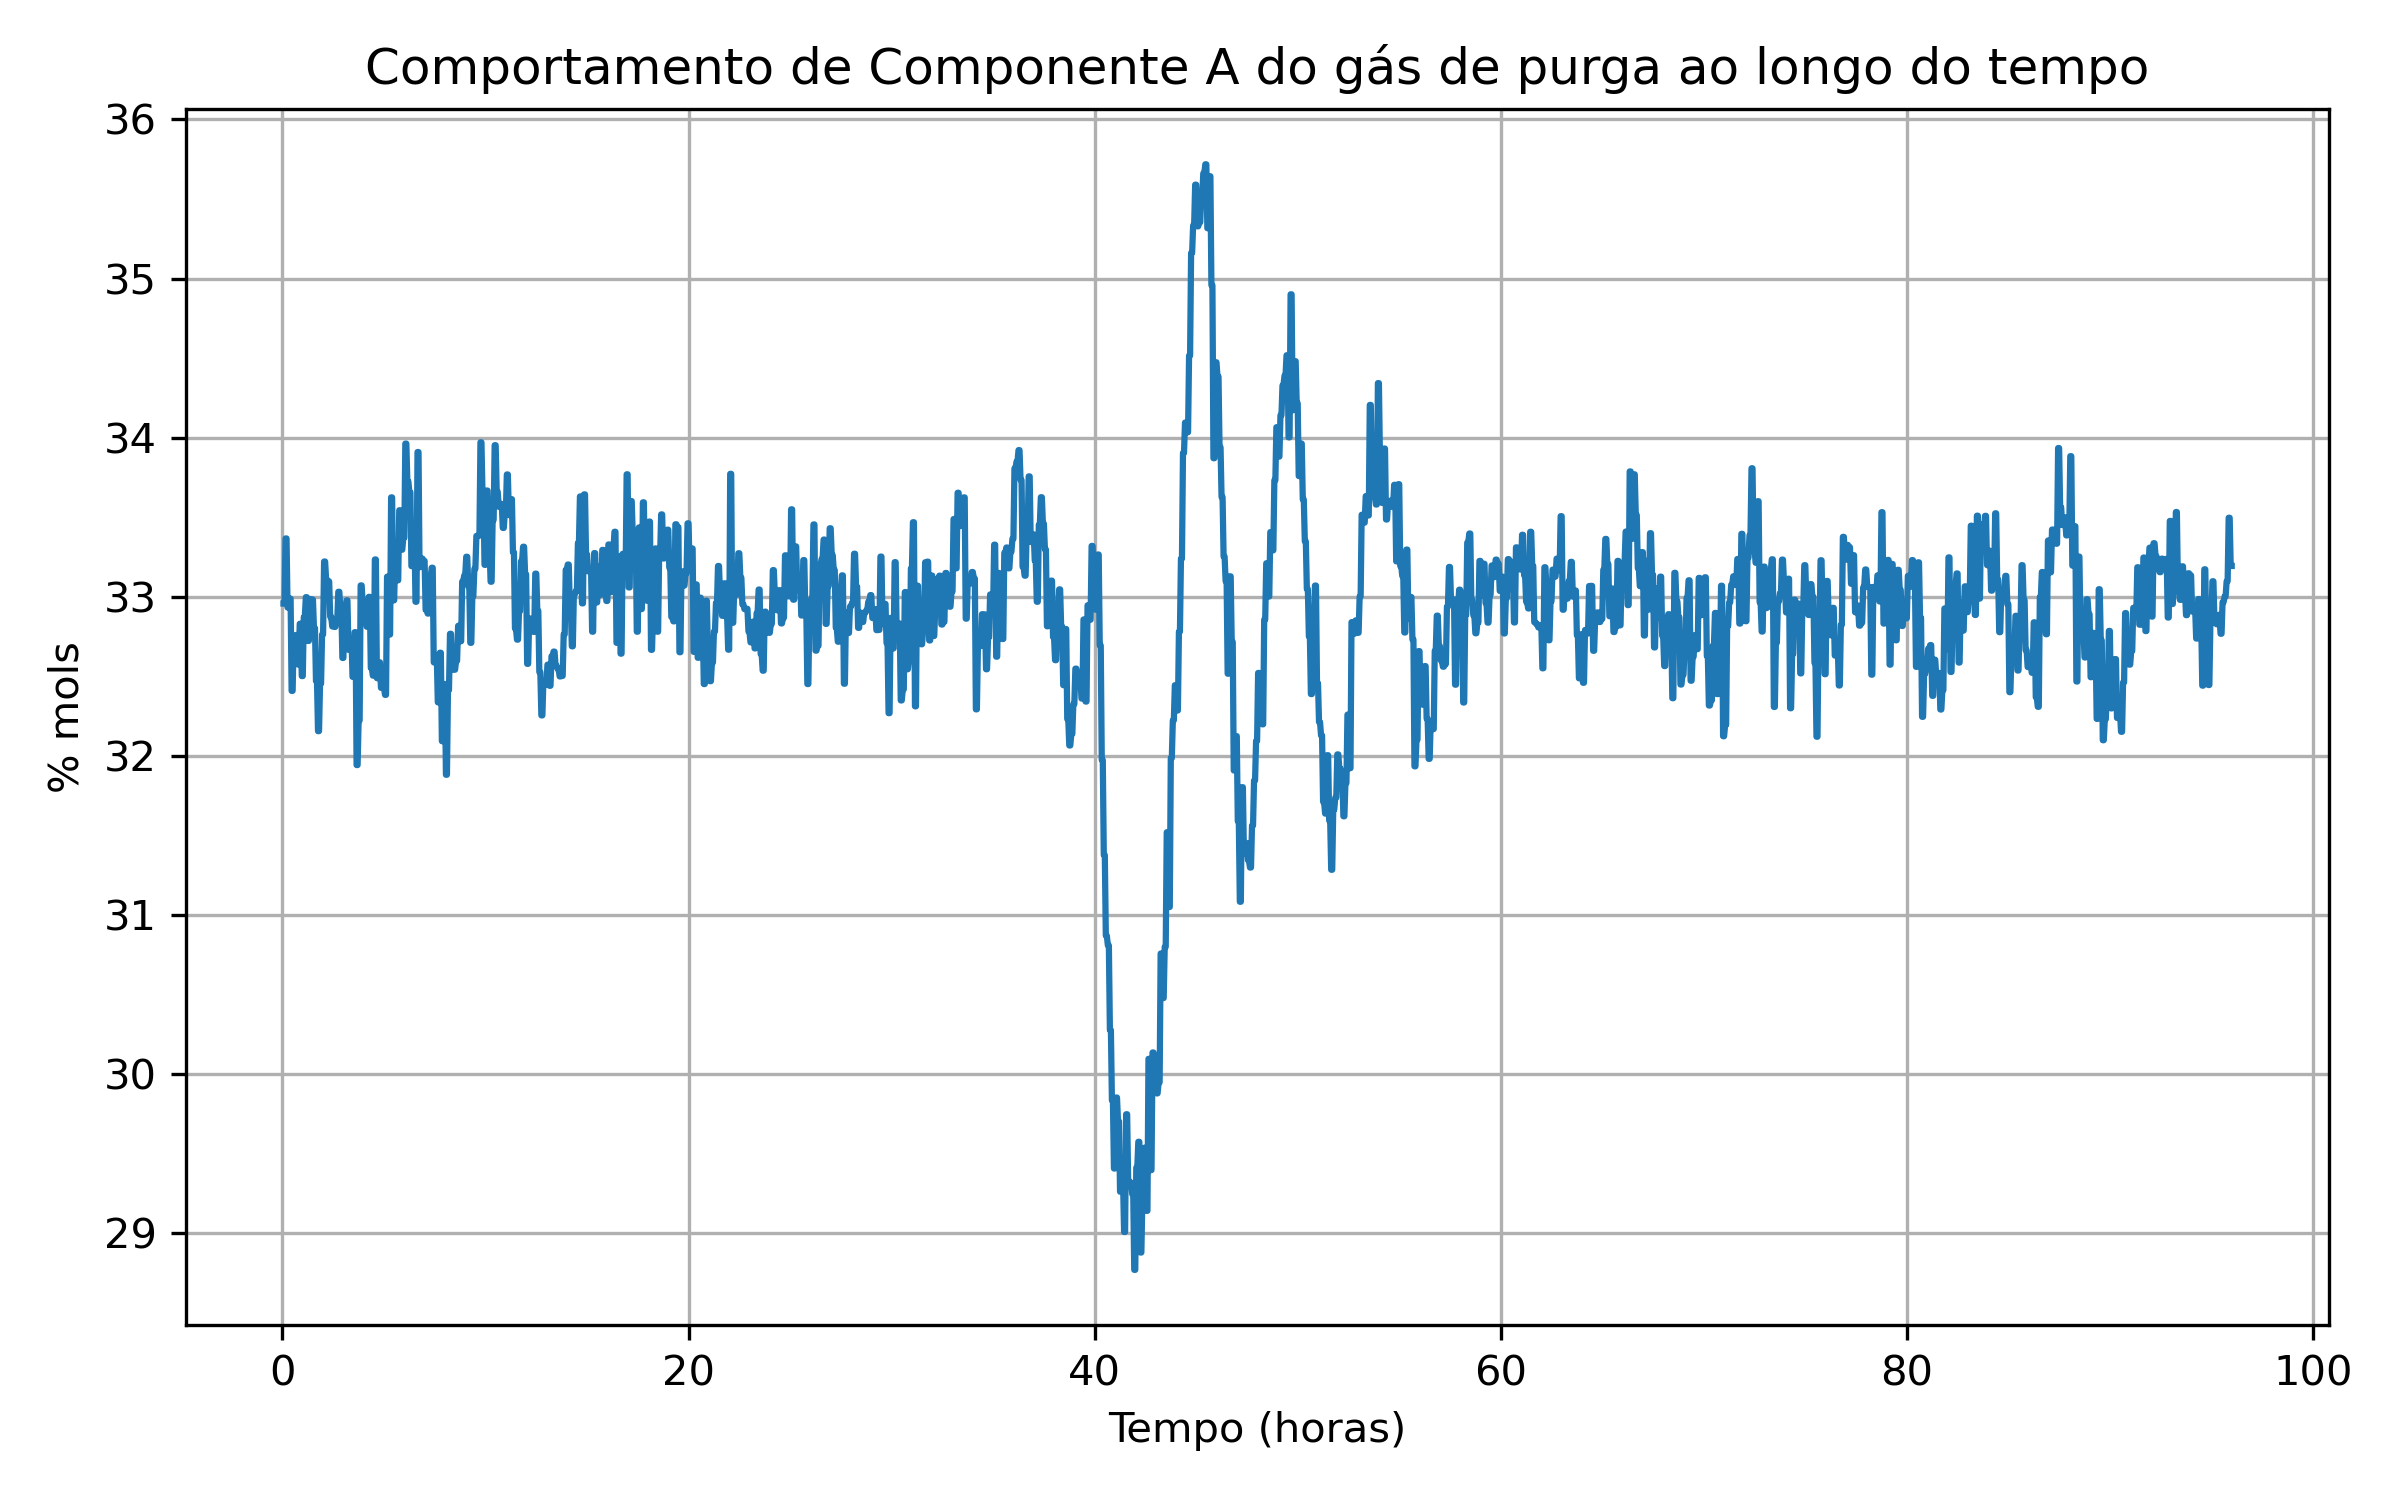 Comportamento de Componente A do gás de purga ao longo do tempo
36
35
34
33
32
31
30
29
% mols
0 20 40 60 80 100
Tempo (horas)